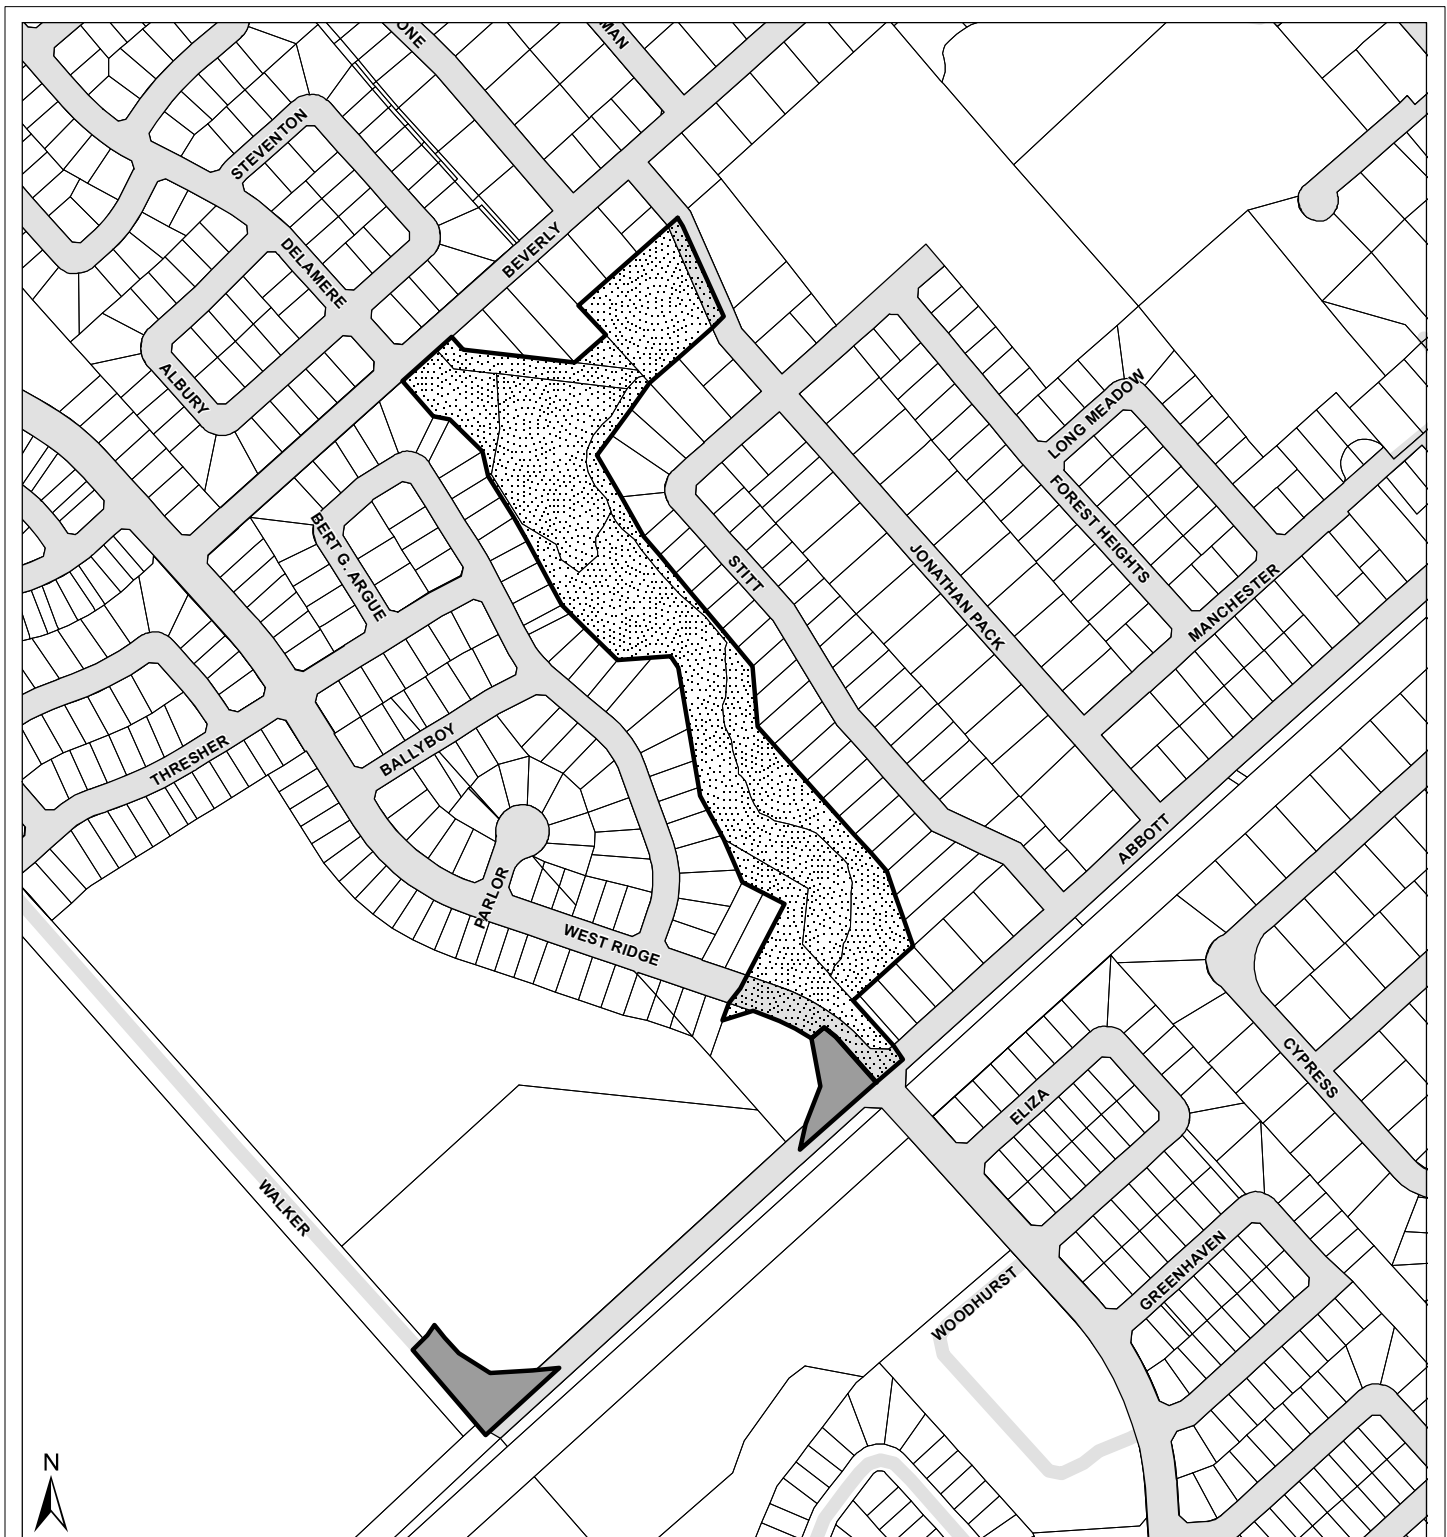 ONE
MAN
STEVENTON
BEVERLY
DELAMERE
ALBURY
LONG MEADOW
FOREST HEIGHTS
BERT G. ARGUE
JONATHAN PACK
STITT
MANCHESTER
THRESHER
BALLYBOY
ABBOTT
PARLOR
WEST RIDGE
CYPRESS
ELIZA
WALKER
GREENHAVEN
WOODHURST
N